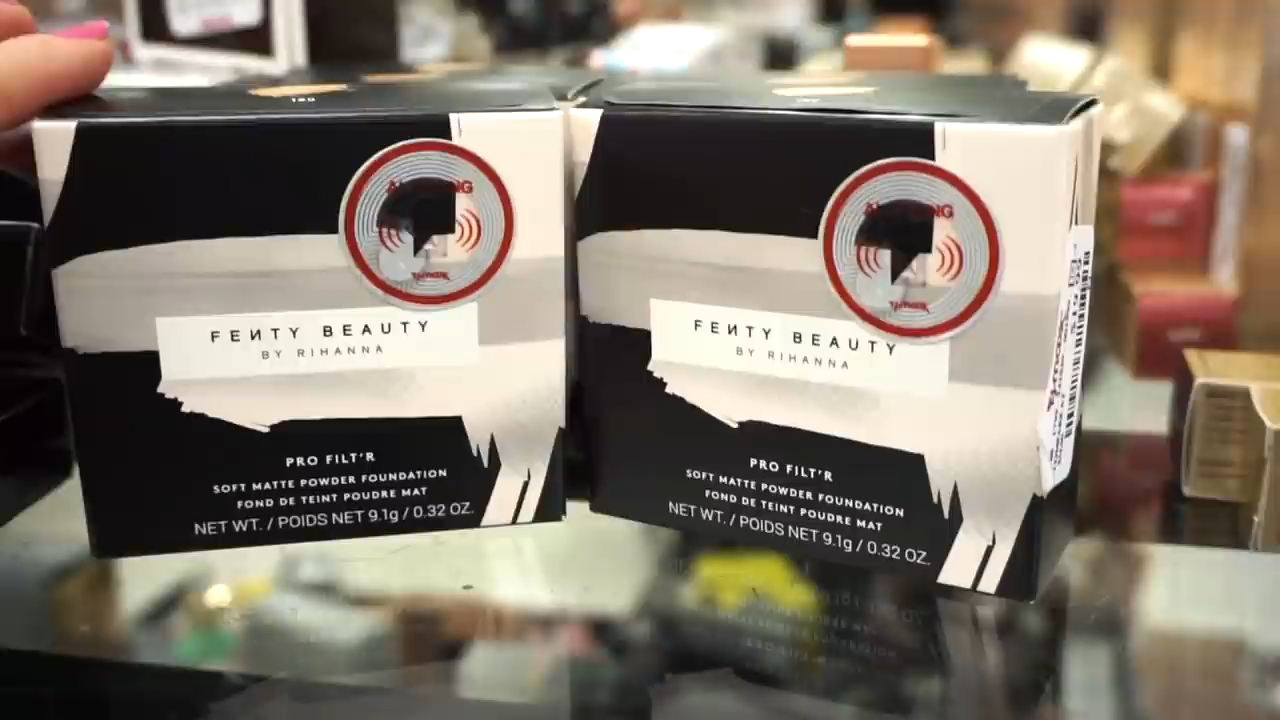 FEИTY BEAUTY
BY RIHANNA
PRO FILT'R
SOFT MATTE POWDER FOUNDATION
FOND DE TEINT POUDRE MAT
NET WT. / POIDS NET 9.1g / 0.32 OZ.
FEИTY BEAUTY
BY RIHANNA
PRO FILT'R
SOFT MATTE POWDER FOUNDATION
FOND DE TEINT POUDRE MAT
NET WT. / POIDS NET 9.1g / 0.32 OZ.